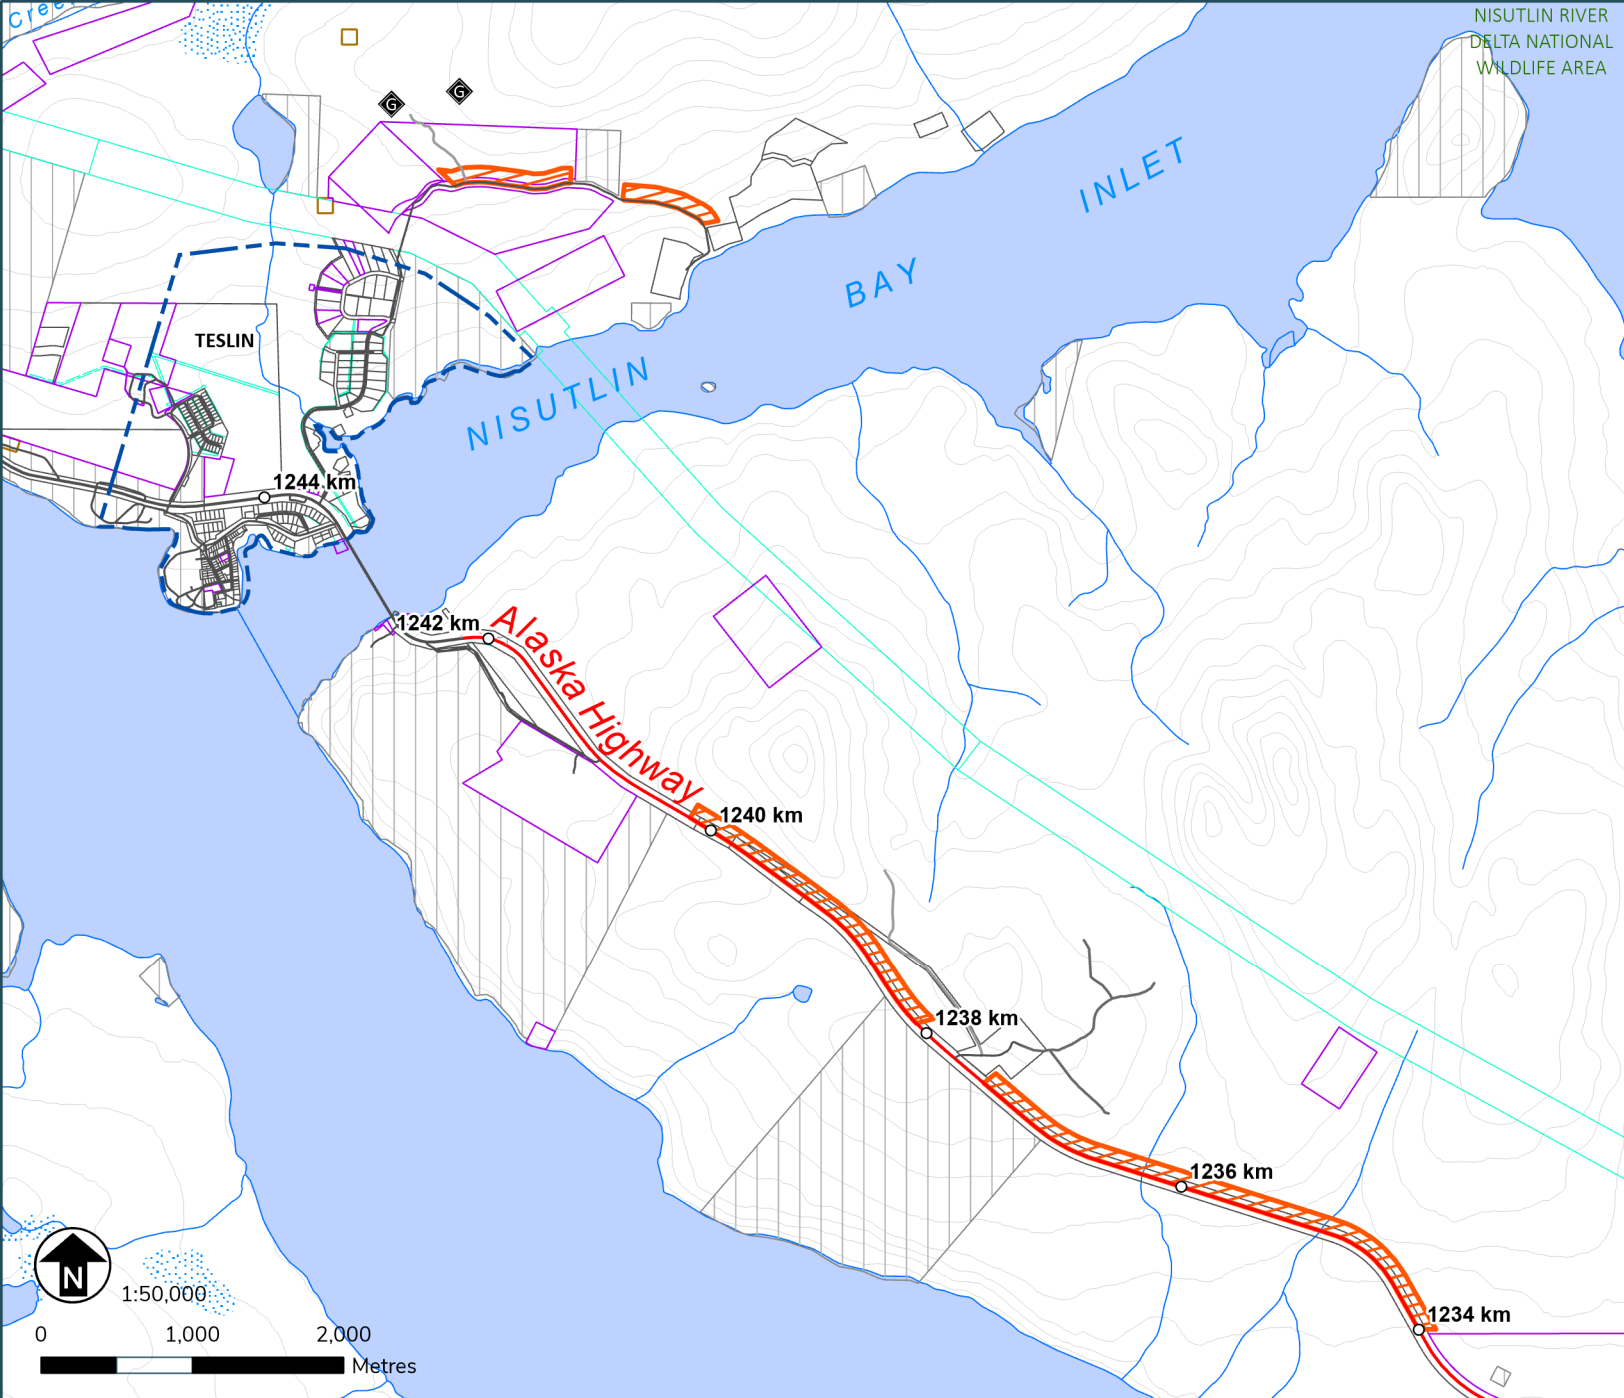 Creek
NISUTLIN RIVER
DELTA NATIONAL
WILDLIFE AREA
G
G
INLET
BAY
NISUTLIN
TESLIN
1244 km
1242 km
Alaska Highway
1240 km
1238 km
1236 km
1234 km
N
1:50,000
0 1,000 2,000
Metres